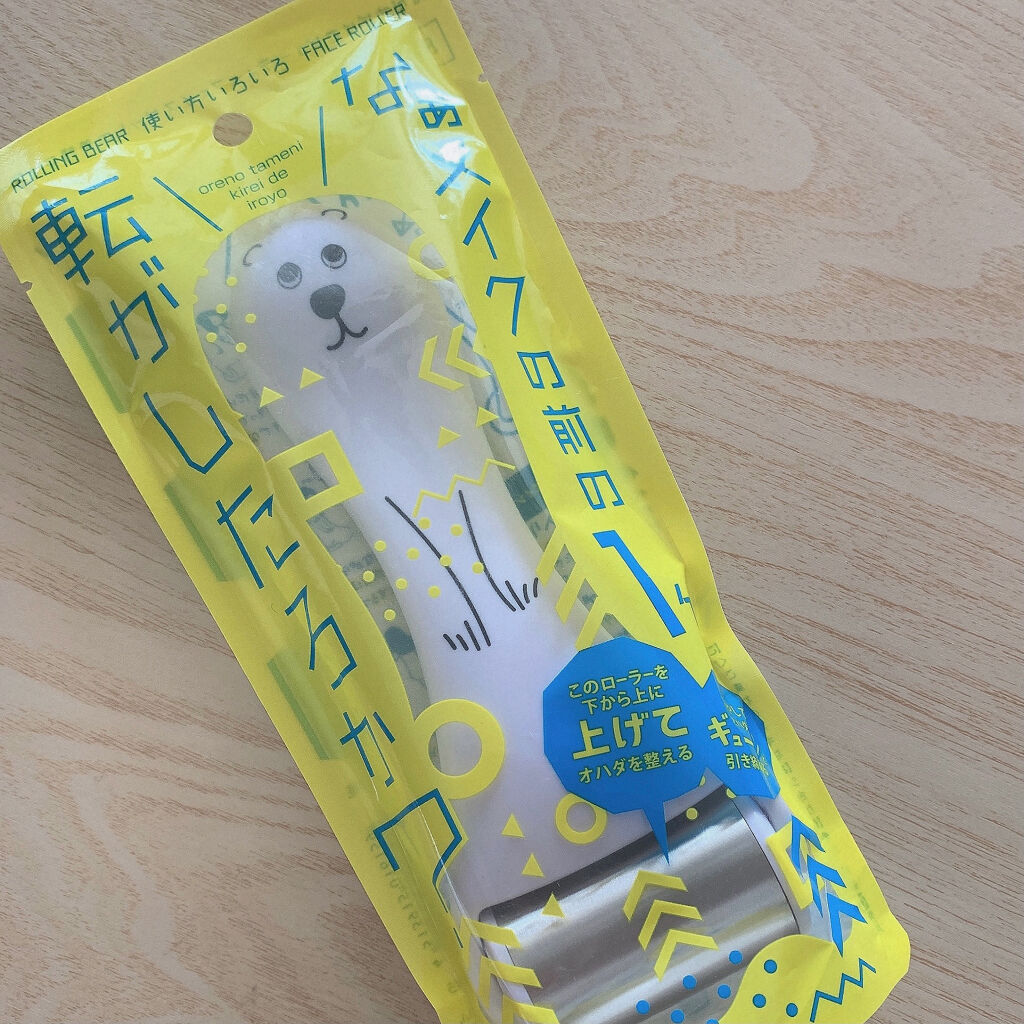 ROLLING BEAR 使い方いろいろ FACE ROLLER
oreno tameni
kirei de
iroyo
なぁメイクの前の1
転がしたろか?
このローラーを
下から上に
上げて
オハダを整える
ギュー
引き